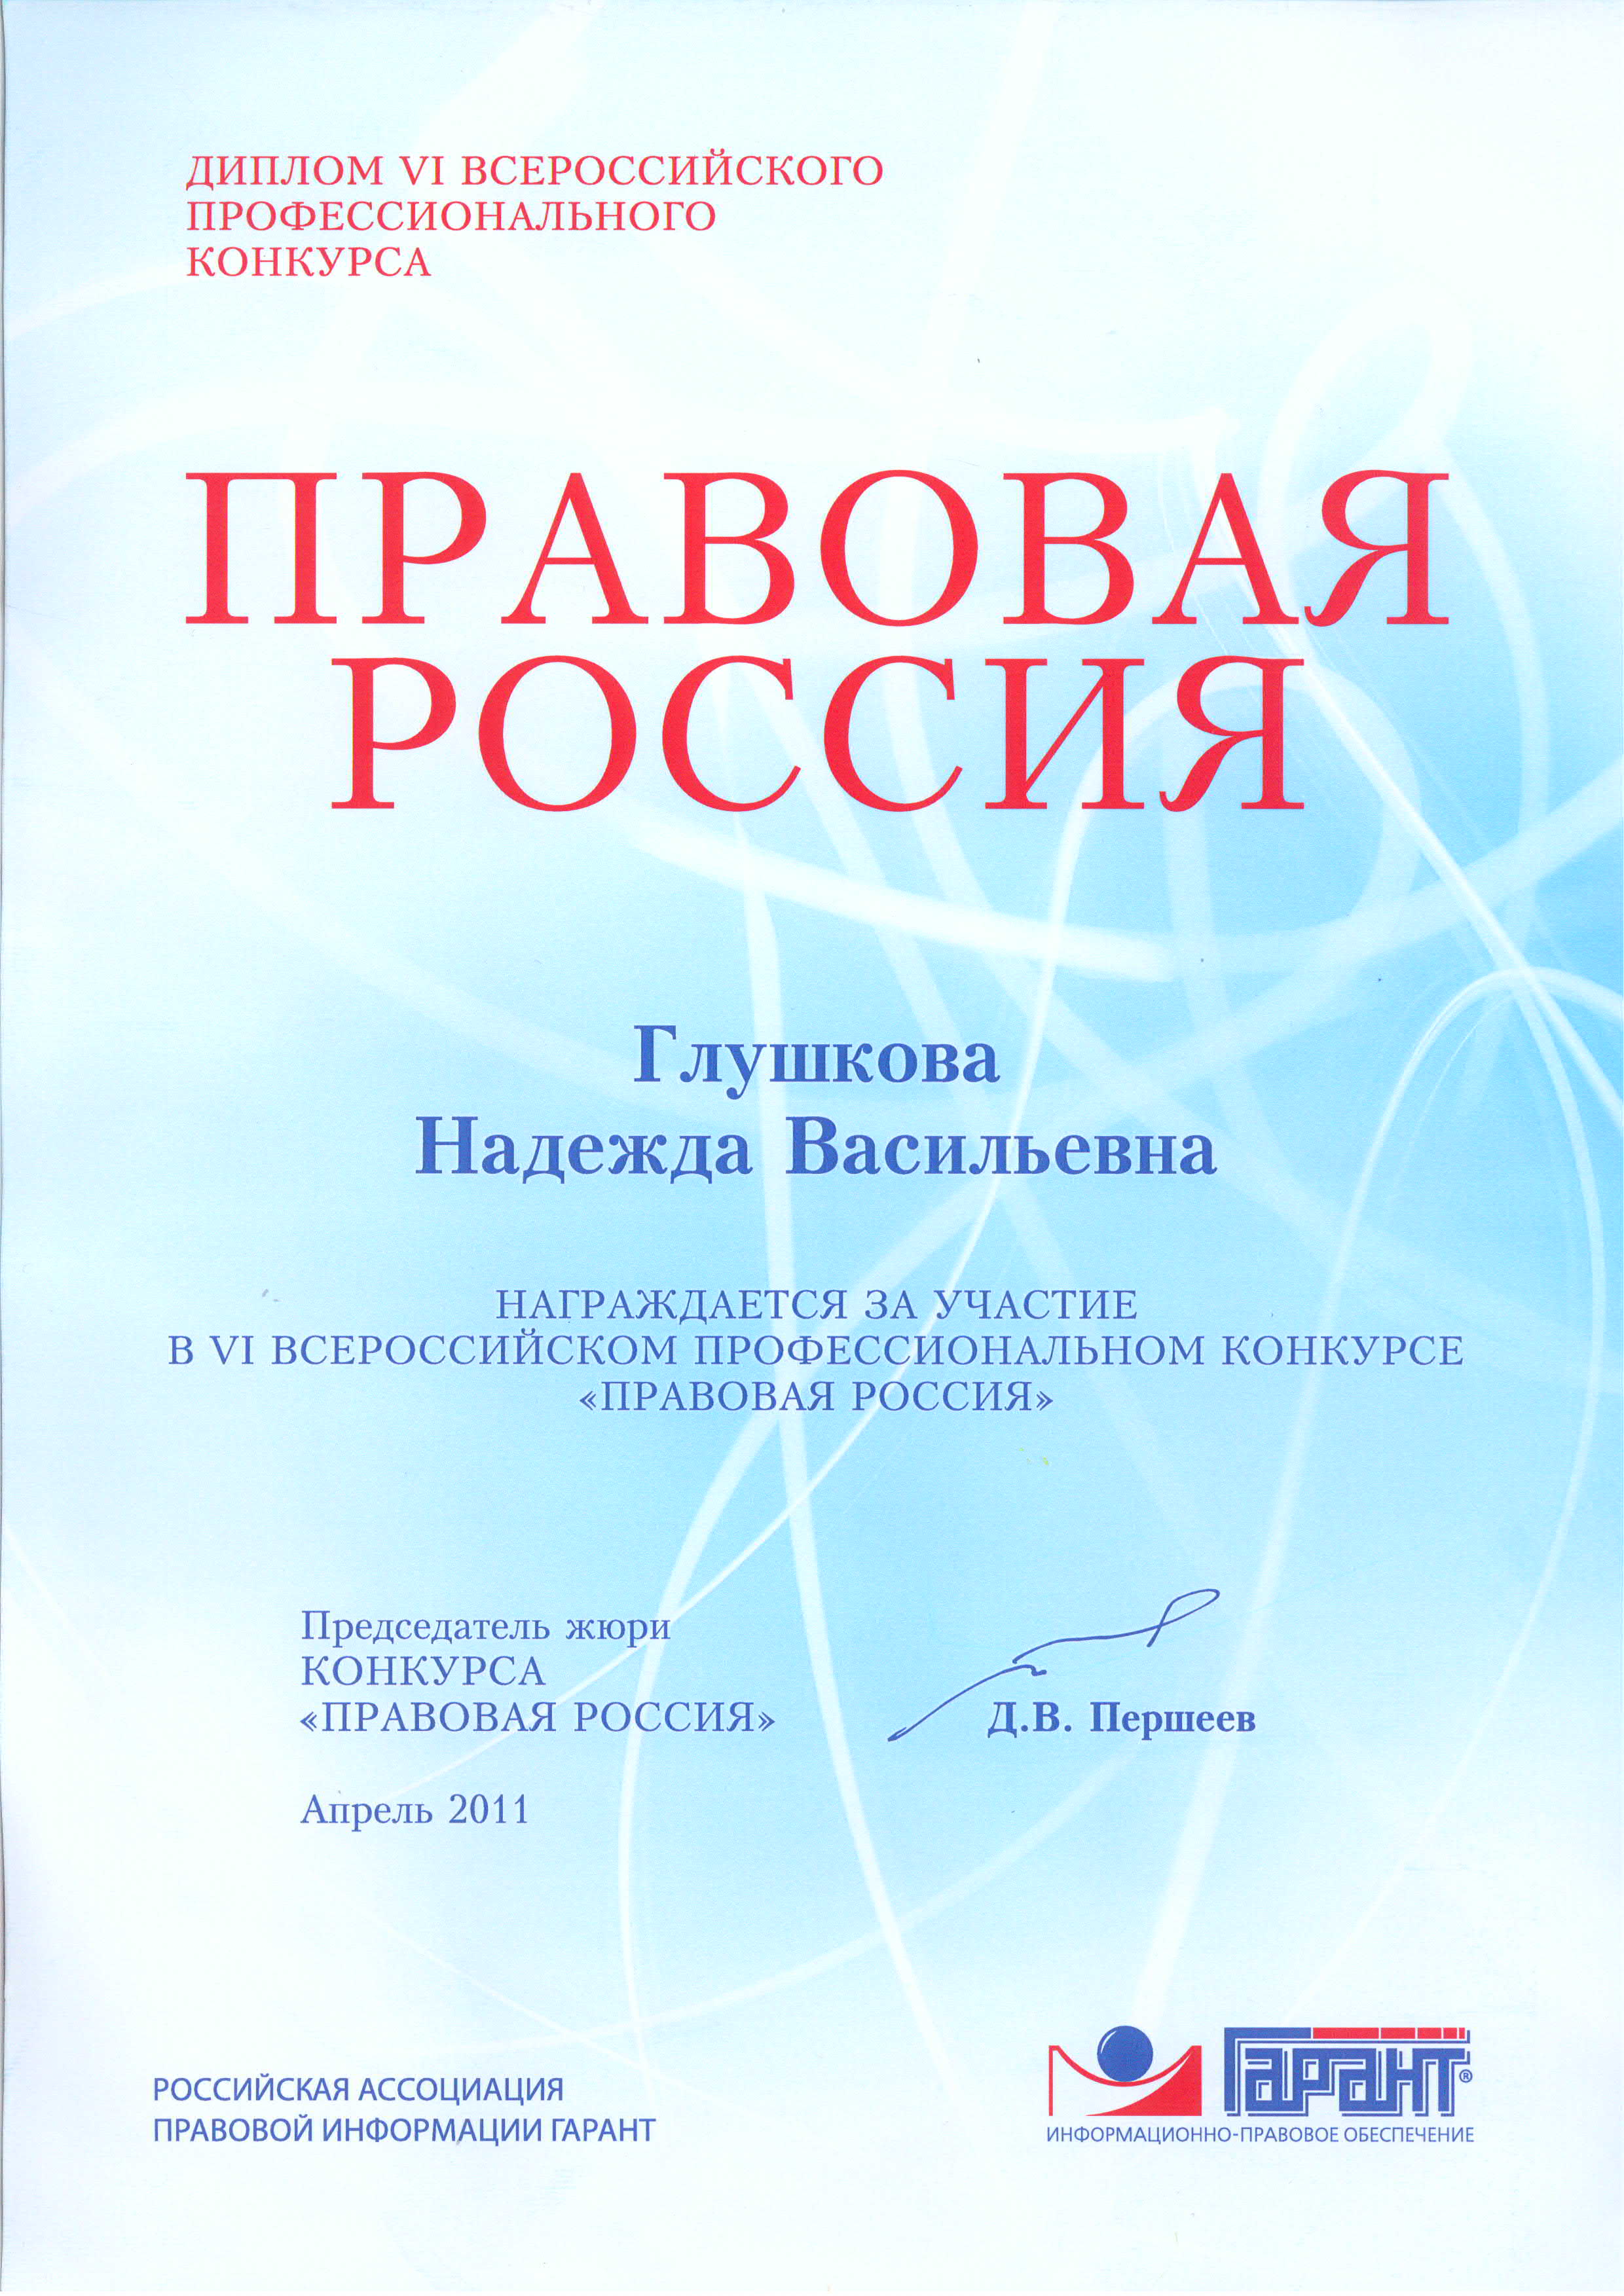 ДИПЛОМ VI ВСЕРОССИЙСКОГО
ПРОФЕССИОНАЛЬНОГО
КОНКУРСА
ПРАВОВАЯ
РОССИЯ
Глушкова
Надежда Васильевна
НАГРАЖДАЕТСЯ ЗА УЧАСТИЕ
В VI ВСЕРОССИЙСКОМ ПРОФЕССИОНАЛЬНОМ КОНКУРСЕ
«ПРАВОВАЯ РОССИЯ»
Председатель жюри
КОНКУРСА
«ПРАВОВАЯ РОССИЯ»
Д.В. Першеев
Апрель 2011
РОССИЙСКАЯ АССОЦИАЦИЯ
ПРАВОВОЙ ИНФОРМАЦИИ ГАРАНТ
Гарант®
ИНФОРМАЦИОННО-ПРАВОВОЕ ОБЕСПЕЧЕНИЕ